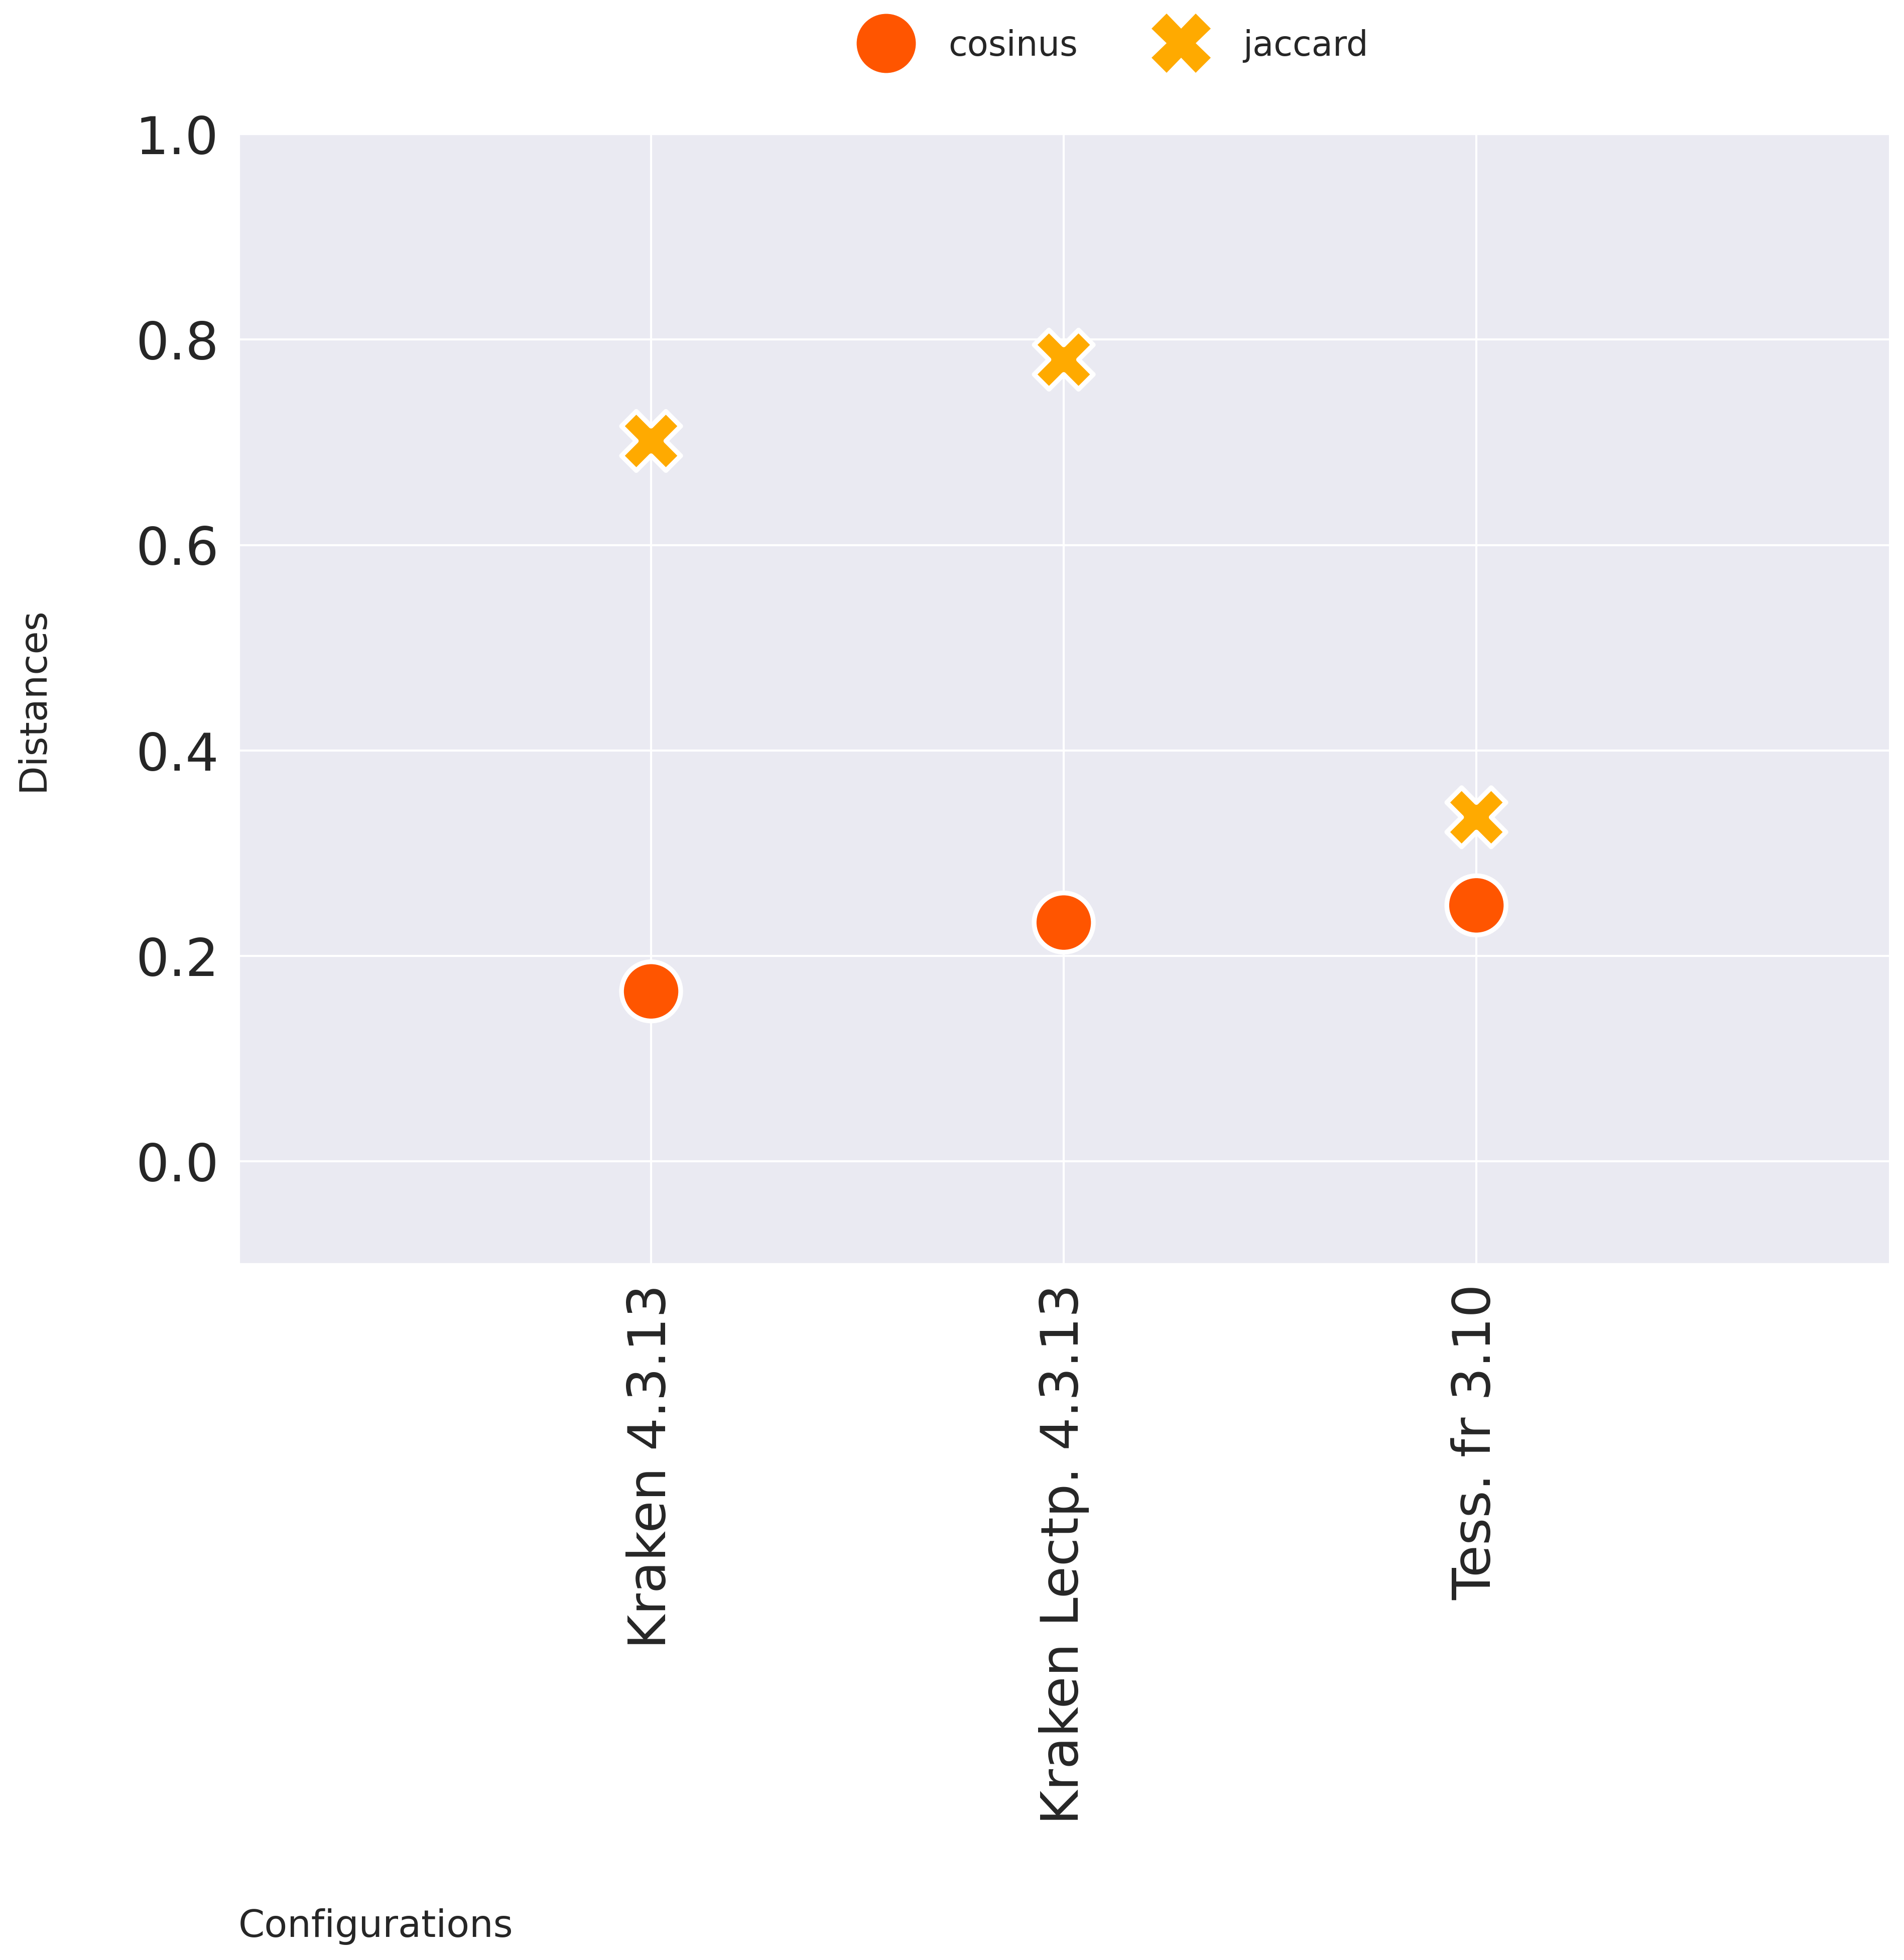 cosinus jaccard
1.0
0.8
0.6
0.4
0.2
0.0
Distances
Kraken 4.3.13
Kraken Lectp. 4.3.13
Tess. fr 3.10
Configurations